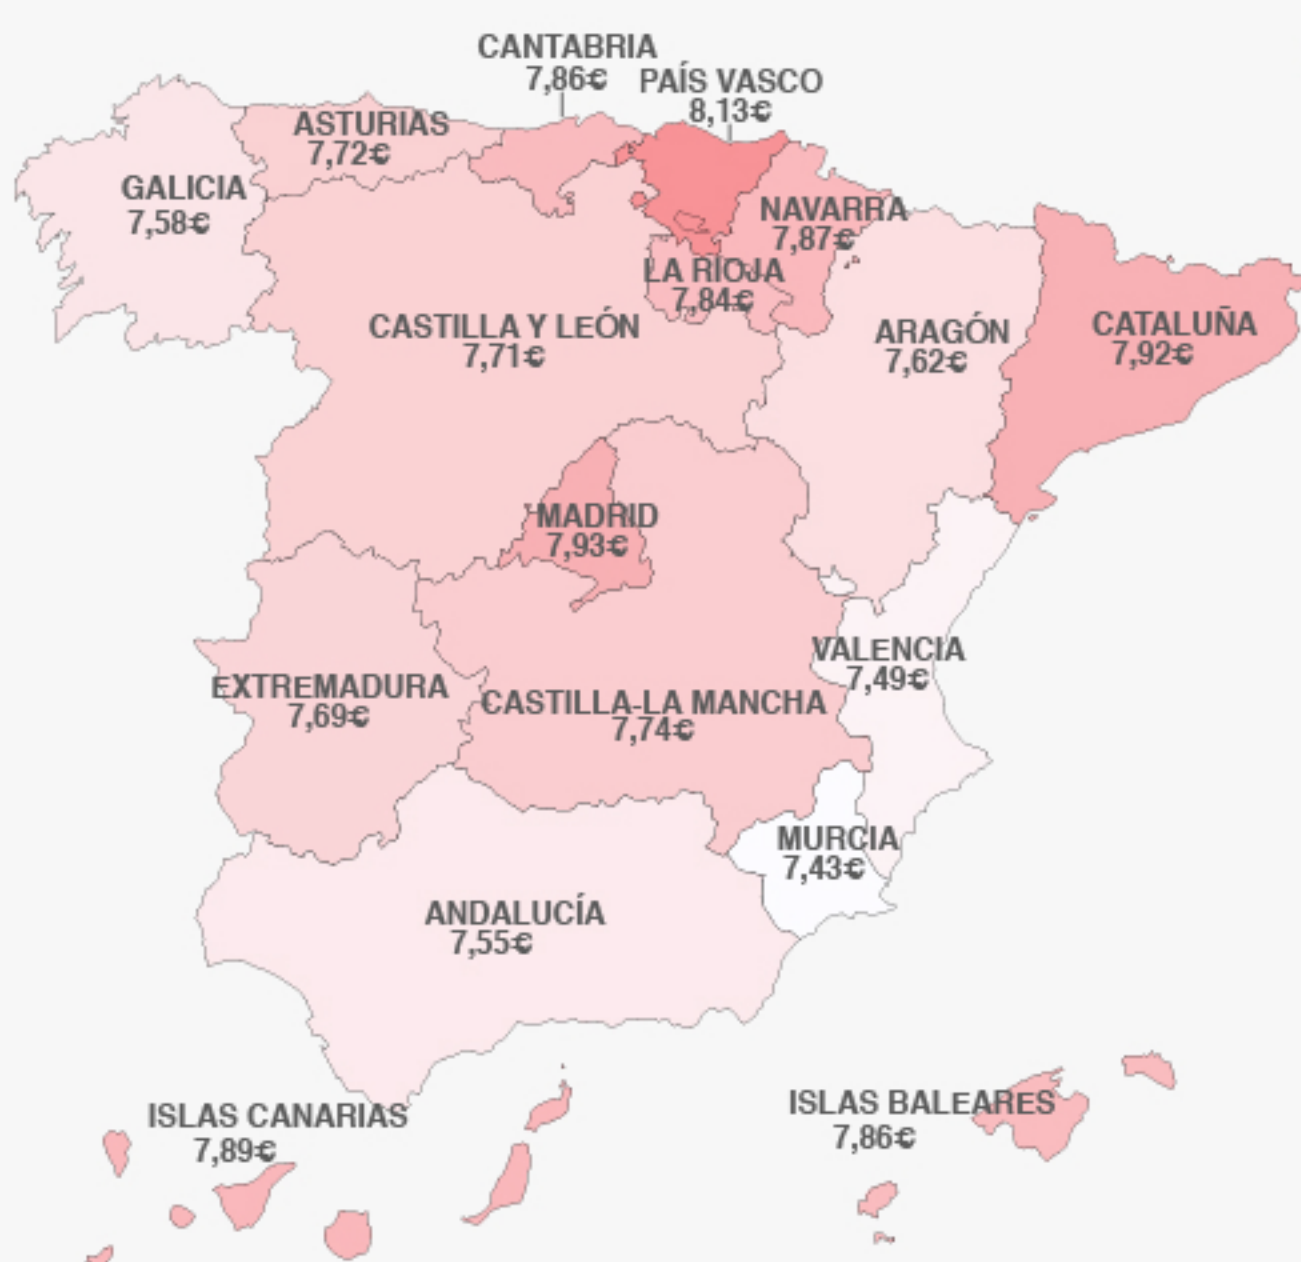 CANTABRIA
7,86€
PAÍS VASCO
8,13€
ASTURIAS
7,72€
GALICIA
7,58€
NAVARRA
7,87€
LA RIOJA
7,84€
CASTILLA Y LEÓN
7,71€
ARAGÓN
7,62€
CATALUÑA
7,92€
MADRID
7,93€
VALENCIA
7,49€
EXTREMADURA
7,69€
CASTILLA-LA MANCHA
7,74€
MURCIA
7,43€
ANDALUCÍA
7,55€
ISLAS CANARIAS
7,89€
ISLAS BALEARES
7,86€